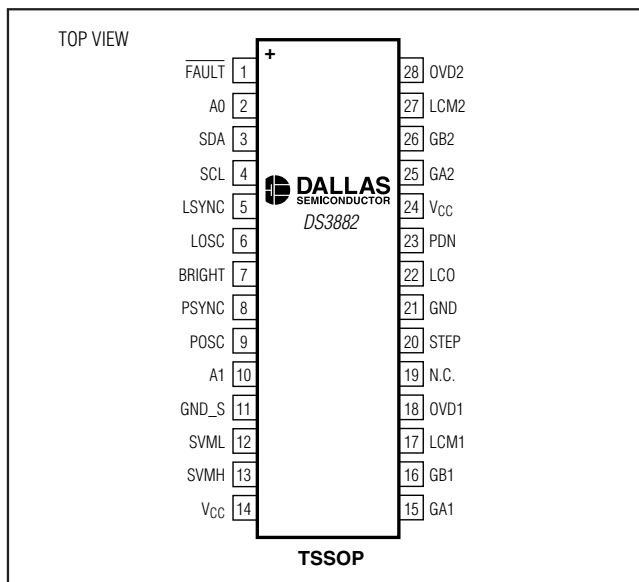 TOP VIEW
FAULT 1
A0 2
SDA 3
SCL 4
LSYNC 5
LOSC 6
BRIGHT 7
PSYNC 8
POSC 9
A1 10
GND_S 11
SVML 12
SVMH 13
VCC 14
+
DALLAS
SEMICONDUCTOR
DS3882
28 OVD2
27 LCM2
26 GB2
25 GA2
24 VCC
23 PDN
22 LCO
21 GND
20 STEP
19 N.C.
18 OVD1
17 LCM1
16 GB1
15 GA1
TSSOP